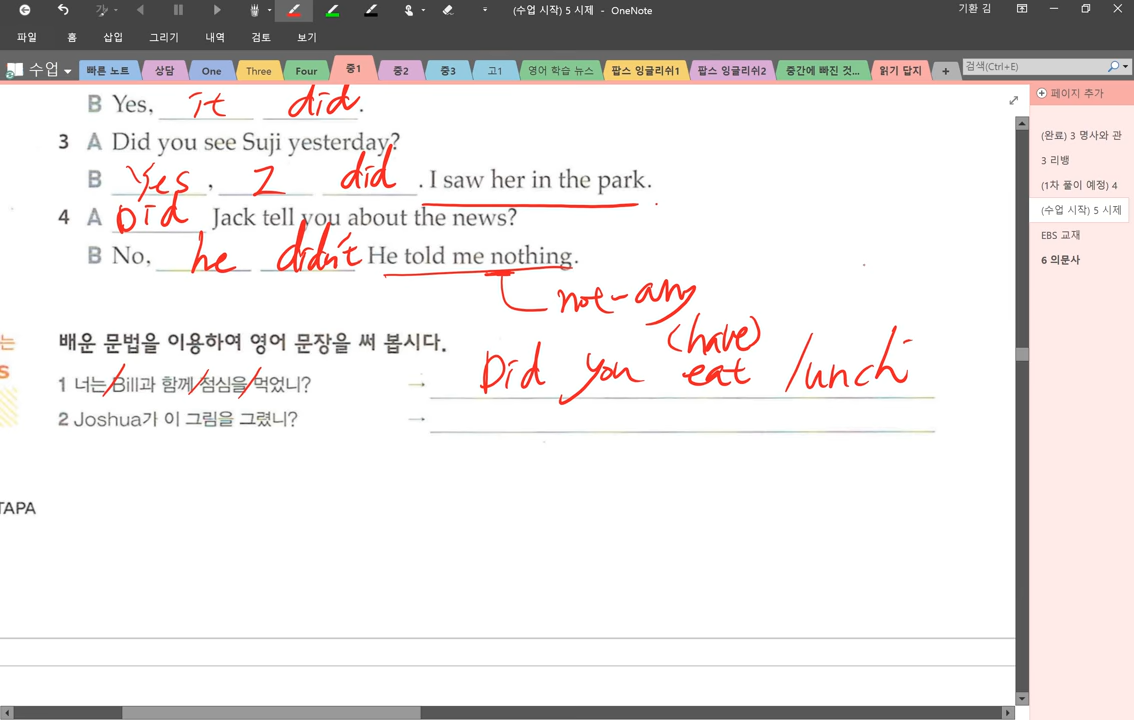 (수업 시작) 5 시제 - OneNote
기환 김
파일 홈 삽입 그리기 내역 검토 보기
수업 빠른 노트 상담 One Three Four 중1 중2 중3 고1 영어 학습 뉴스 팝스 잉글리쉬1 팝스 잉글리쉬2 중간에 빠진 것... 읽기 답지 + 검색(Ctrl+E)
페이지 추가
(완료) 3 명사와 관
3 리뱅
(1차 풀이 예정) 4
(수업 시작) 5 시제
EBS 교재
6 의문사
B Yes, it did.
3 A Did you see Suji yesterday?
B Yes, I did. I saw her in the park.
4 A Did Jack tell you about the news?
B No, he didn't He told me nothing.
not-any
는 배운 문법을 이용하여 영어 문장을 써 봅시다.
(have)
S
1 너는 Bill과 함께 점심을 먹었니? → Did you eat lunch
2 Joshua가 이 그림을 그렸니? →
TAPA